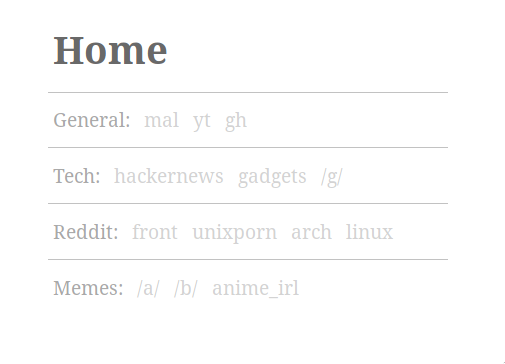 Home
General: mal yt gh
Tech: hackernews gadgets /g/
Reddit: front unixporn arch linux
Memes: /a/ /b/ anime_irl